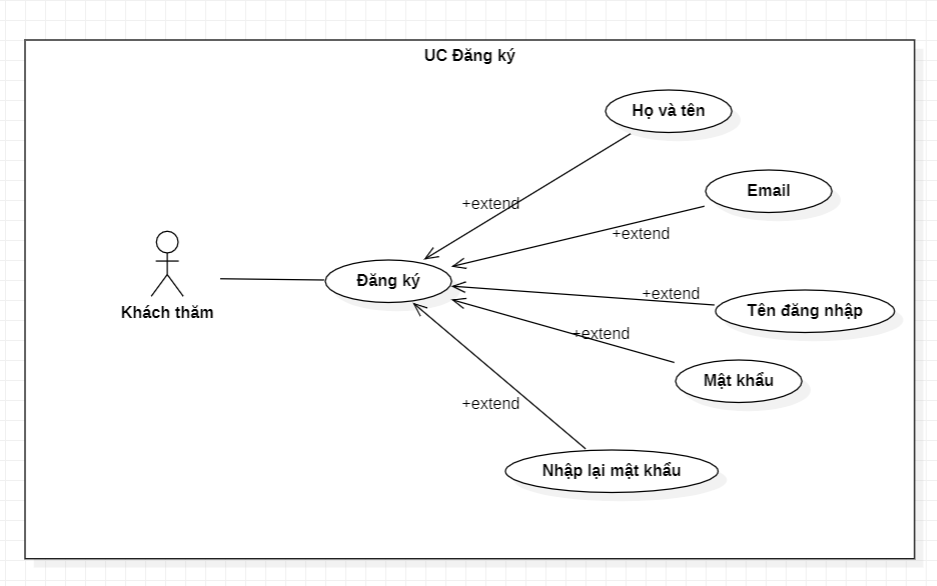 UC Đăng ký
Họ và tên
Email
+extend
+extend
Đăng ký
+extend
Tên đăng nhập
Khách thăm
+extend
Mật khẩu
+extend
Nhập lại mật khẩu